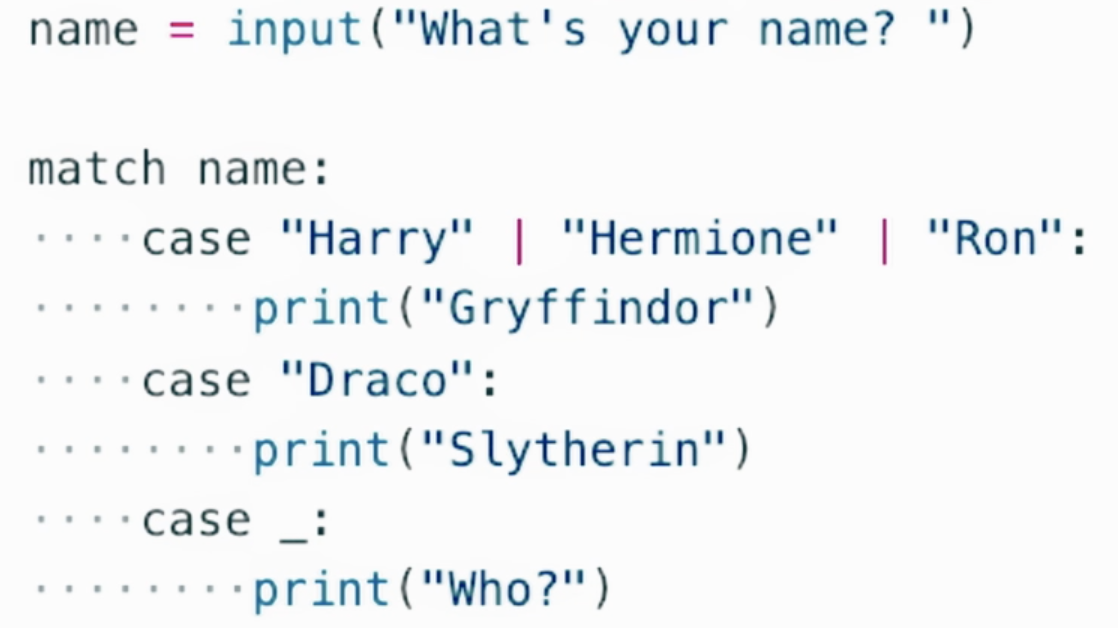 name = input("What's your name? ")
match name:
    case "Harry" | "Hermione" | "Ron":
        print("Gryffindor")
    case "Draco":
        print("Slytherin")
    case _:
        print("Who?")